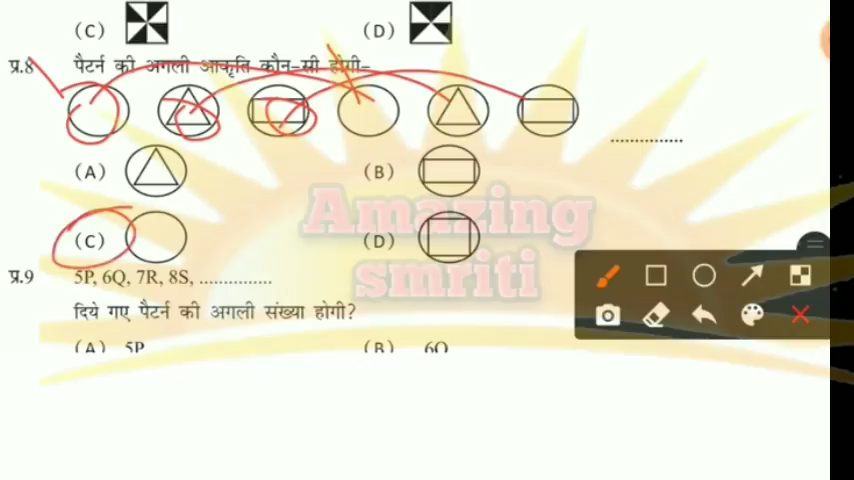 (C) (D)
प्र.8 पैटर्न की अगली आकृति कौन-सी होगी-
...............
(A) (B)
Amazing
(C) (D)
smriti
प्र.9 5P, 6Q, 7R, 8S, ...............
दिये गए पैटर्न की अगली संख्या होगी?
(A) 5P (B) 6Q